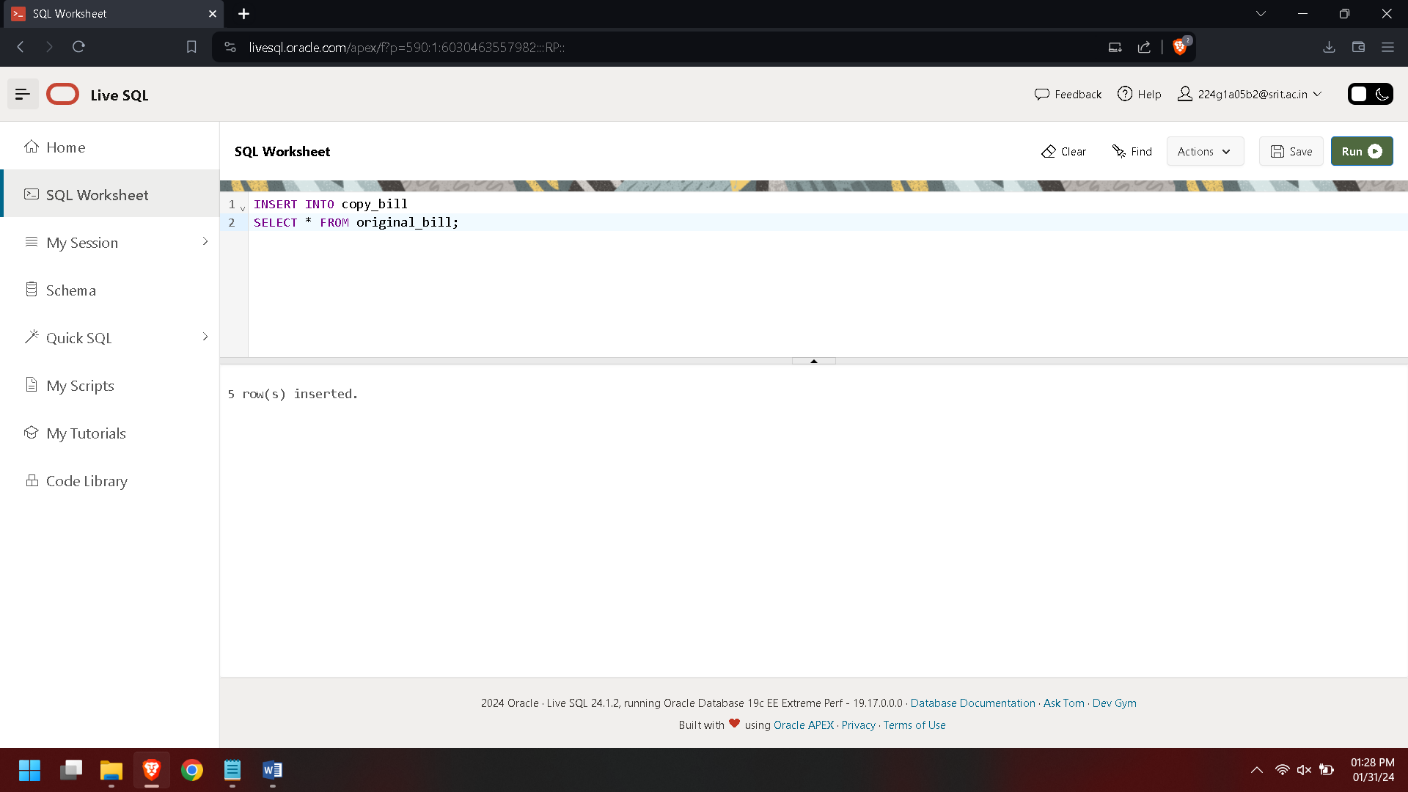 SQL Worksheet
livesql.oracle.com/apex/f?p=590:1:6030463557982:::RP::
2
Live SQL
Feedback
Help
224g1a05b2@srit.ac.in
Home
SQL Worksheet
My Session
Schema
Quick SQL
My Scripts
My Tutorials
Code Library
SQL Worksheet
Clear
Find
Actions
Save
Run
1 INSERT INTO copy_bill
2 SELECT * FROM original_bill;
5 row(s) inserted.
2024 Oracle · Live SQL 24.1.2, running Oracle Database 19c EE Extreme Perf - 19.17.0.0.0 · Database Documentation · Ask Tom · Dev Gym
Built with ❤ using Oracle APEX · Privacy · Terms of Use
01:28 PM
01/31/24